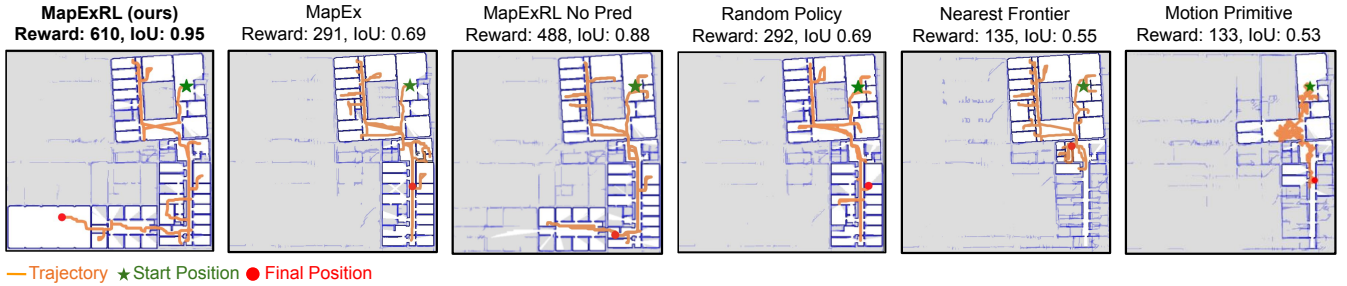 MapExRL (ours)
Reward: 610, IoU: 0.95
MapEx
Reward: 291, IoU: 0.69
MapExRL No Pred
Reward: 488, IoU: 0.88
Random Policy
Reward: 292, IoU: 0.69
Nearest Frontier
Reward: 135, IoU: 0.55
Motion Primitive
Reward: 133, IoU: 0.53
Trajectory Start Position Final Position